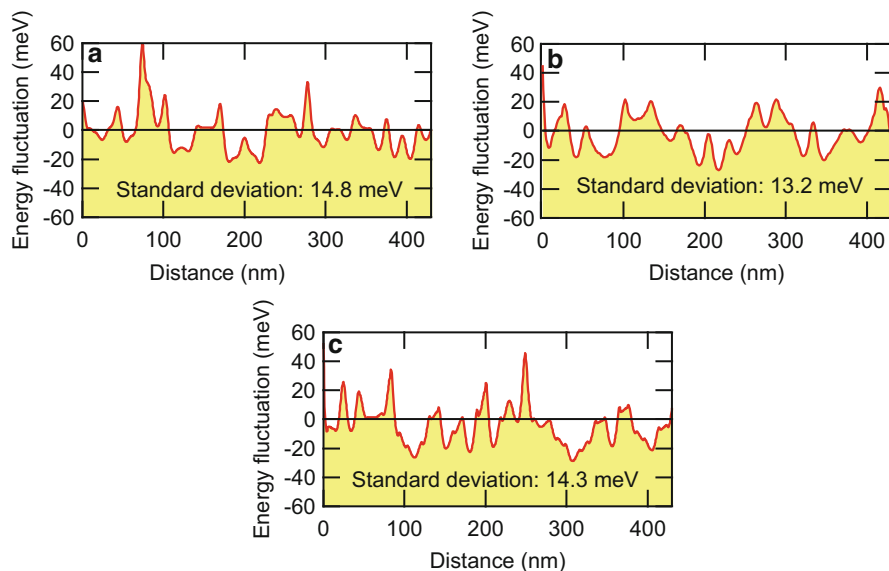 a
Energy fluctuation (meV)
60
40
20
0
-20
-40
-60
Standard deviation: 14.8 meV
0 100 200 300 400
Distance (nm)
b
Energy fluctuation (meV)
60
40
20
0
-20
-40
-60
Standard deviation: 13.2 meV
0 100 200 300 400
Distance (nm)
c
Energy fluctuation (meV)
60
40
20
0
-20
-40
-60
Standard deviation: 14.3 meV
0 100 200 300 400
Distance (nm)